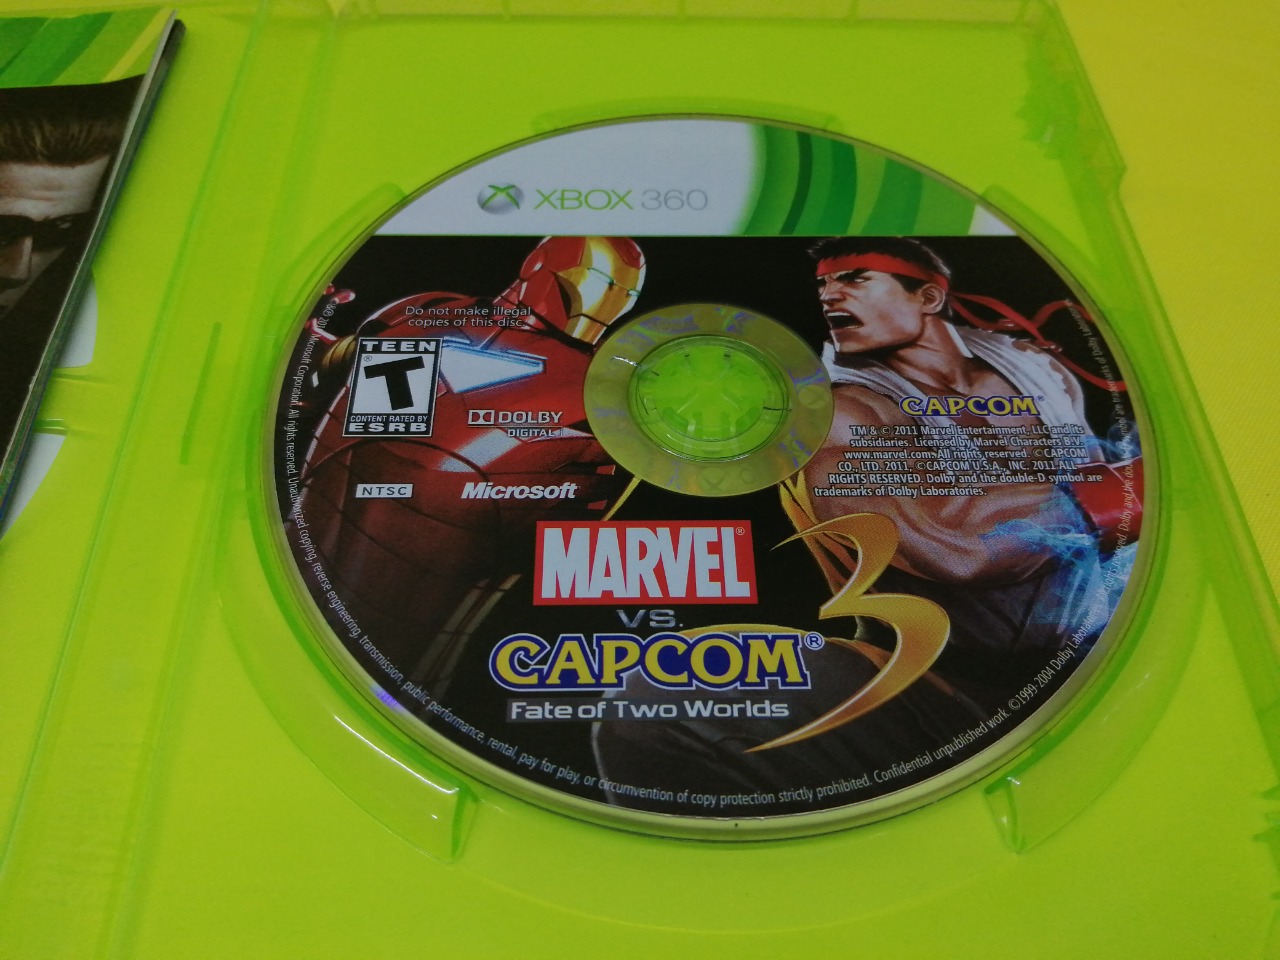 XBOX 360
Do not make illegal
copies of this disc.
TEEN
T
®
CONTENT RATED BY
ESRB
DOLBY
DIGITAL
NTSC
Microsoft
CAPCOM®
TM & © 2011 Marvel Entertainment, LLC and its
subsidiaries. Licensed by Marvel Characters B.V.
www.marvel.com. All rights reserved. ©CAPCOM
CO., LTD. 2011, ©CAPCOM U.S.A., INC. 2011 ALL
RIGHTS RESERVED. Dolby and the double-D symbol are
trademarks of Dolby Laboratories.
MARVEL®
VS.
CAPCOM®
3
Fate of Two Worlds
Microsoft Corporation. All rights reserved. Unauthorized copying, reverse engineering, transmission, public performance, rental, pay for play, or circumvention of copy protection strictly prohibited. Confidential unpublished work. ©1999-2004 Dolby